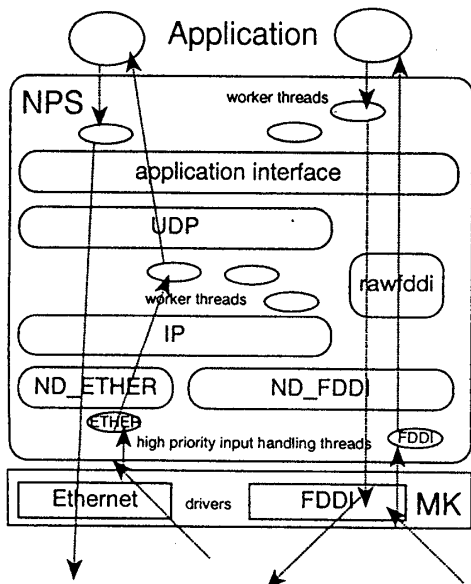 Application
NPS
worker threads
application interface
UDP
worker threads
rawfddi
IP
ND_ETHER
ND_FDDI
ETHER
high priority input handling threads
FDDI
Ethernet
drivers
FDDI
MK